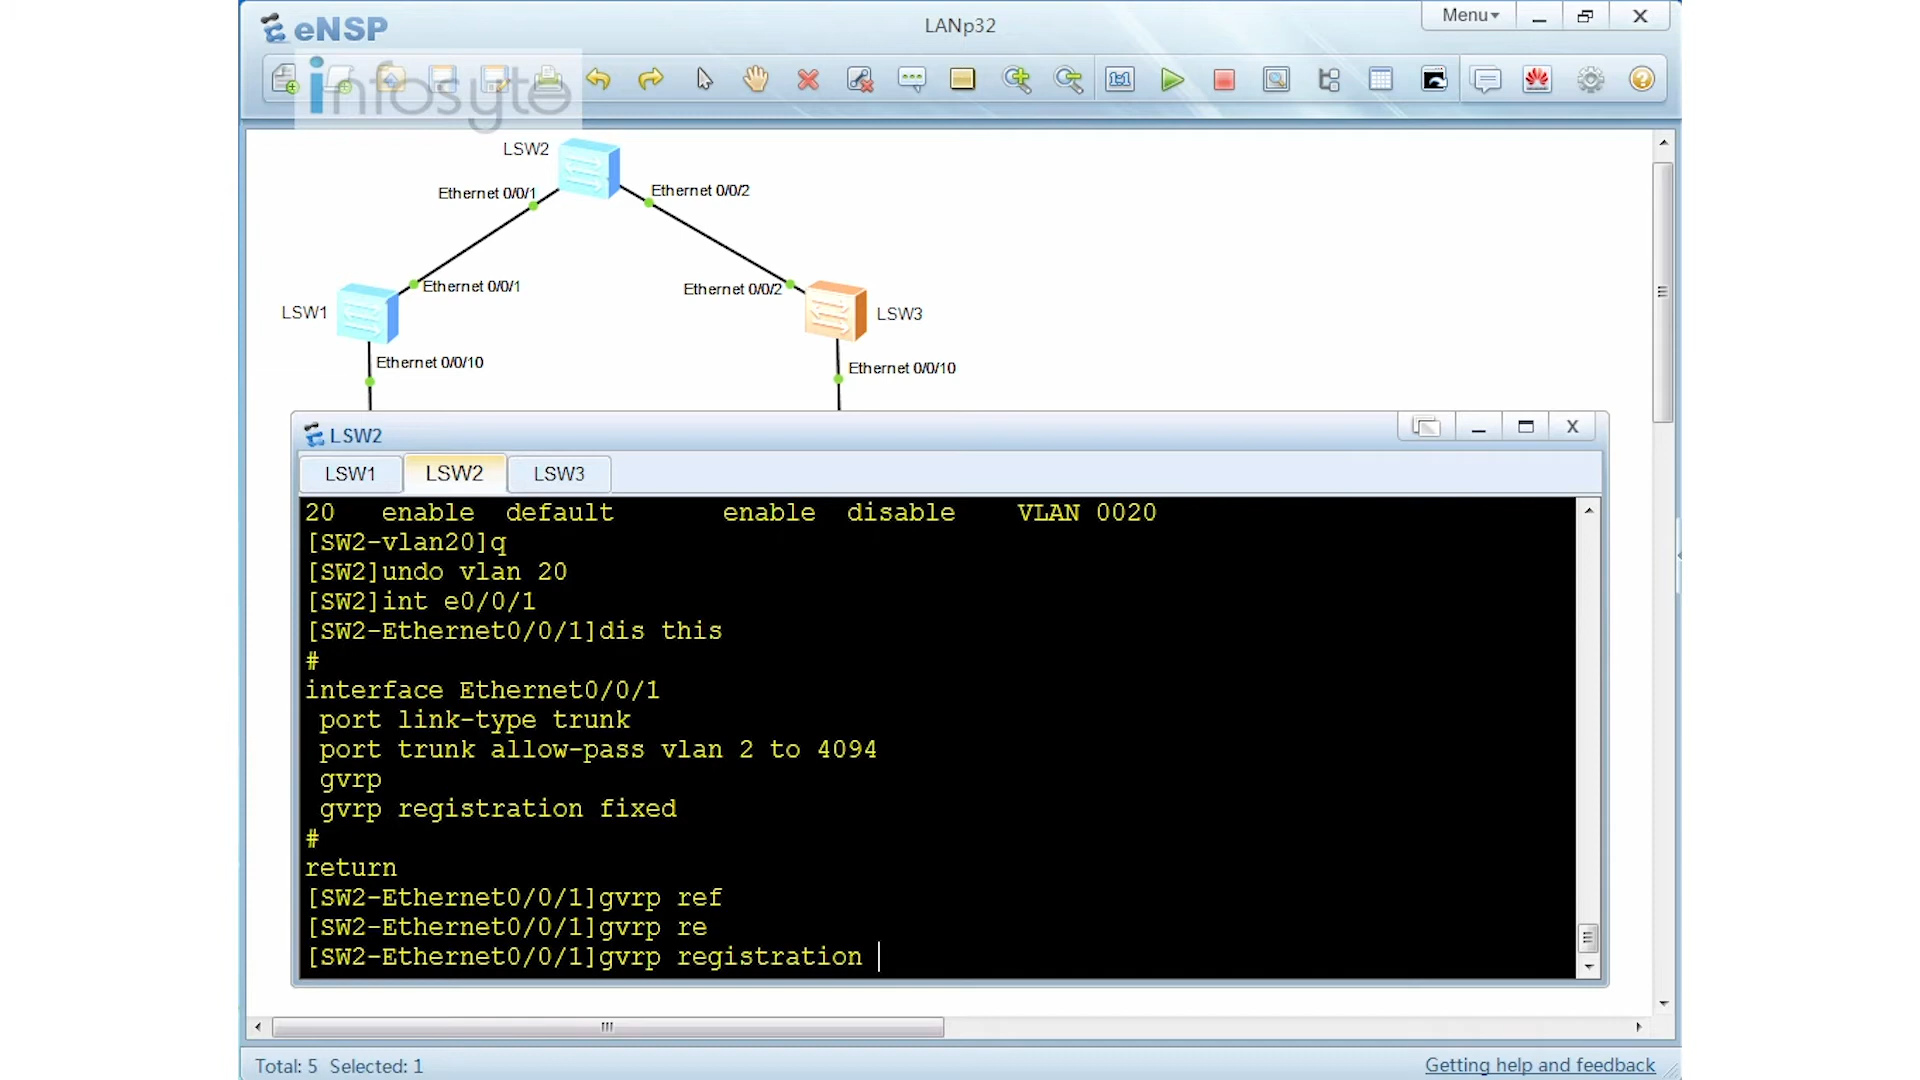 eNSP
LANp32
Menu
infosyte
1:1
LSW2
Ethernet 0/0/1
Ethernet 0/0/2
Ethernet 0/0/1
Ethernet 0/0/2
LSW1
LSW3
Ethernet 0/0/10
Ethernet 0/0/10
LSW2
X
LSW1
LSW2
LSW3
20 enable default enable disable VLAN 0020
[SW2-vlan20]q
[SW2]undo vlan 20
[SW2]int e0/0/1
[SW2-Ethernet0/0/1]dis this
#
interface Ethernet0/0/1
port link-type trunk
port trunk allow-pass vlan 2 to 4094
gvrp
gvrp registration fixed
#
return
[SW2-Ethernet0/0/1]gvrp ref
[SW2-Ethernet0/0/1]gvrp re
[SW2-Ethernet0/0/1]gvrp registration
Total: 5 Selected: 1
Getting help and feedback